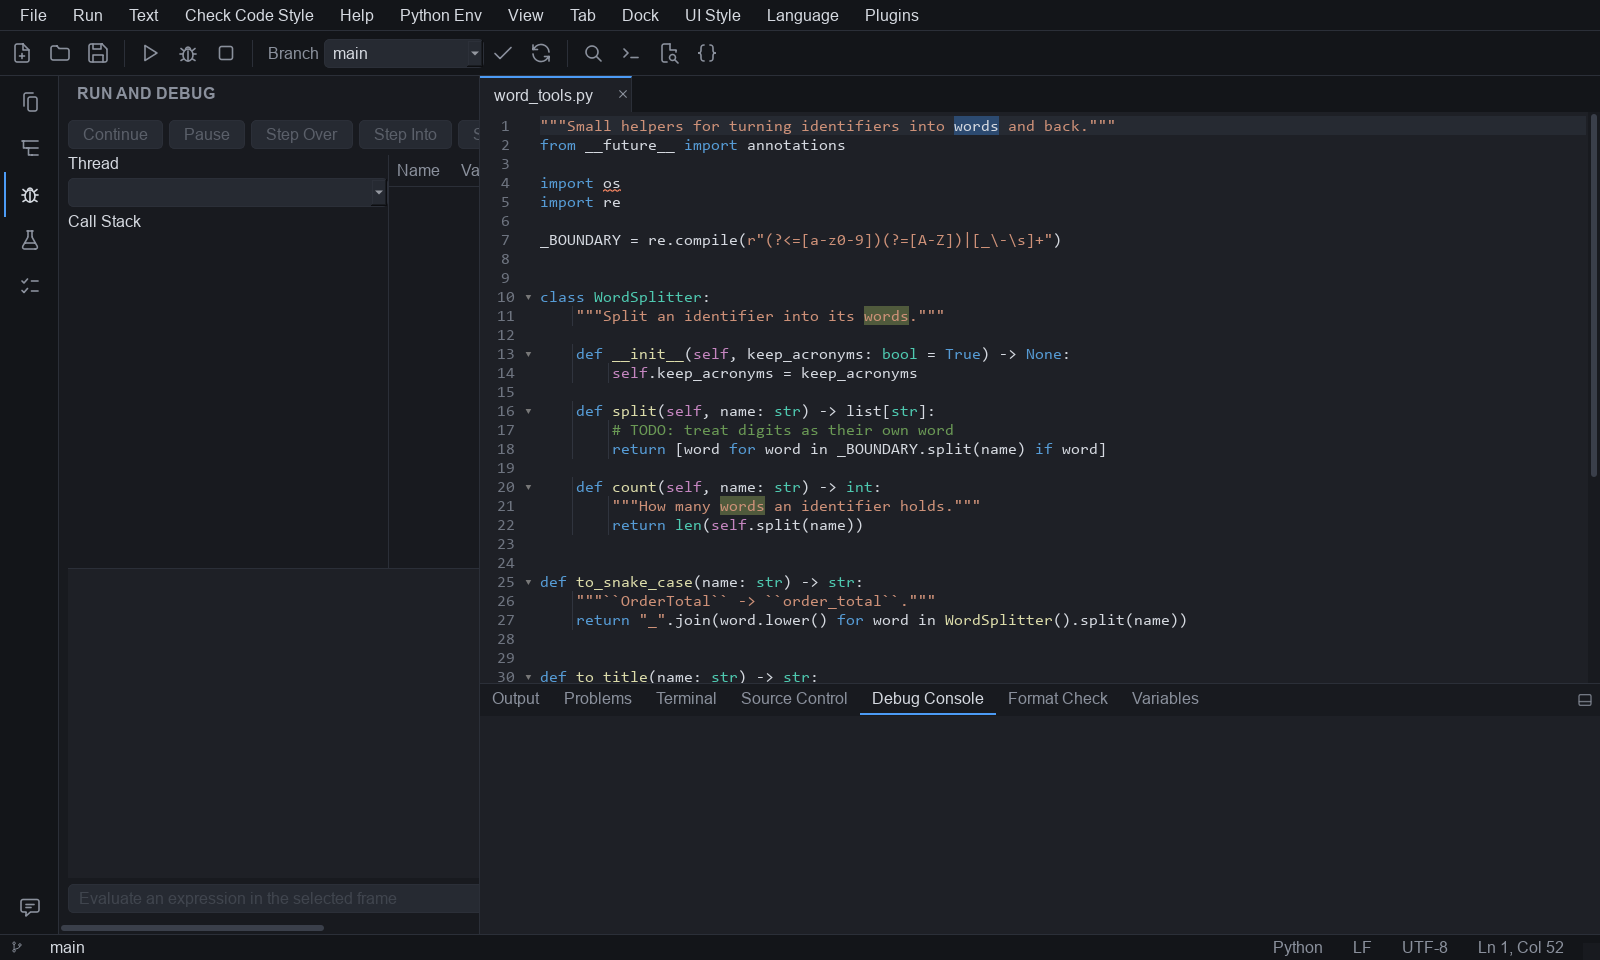 File Run Text Check Code Style Help Python Env View Tab Dock UI Style Language Plugins
Branch main
RUN AND DEBUG
Continue Pause Step Over Step Into
Thread
Name
Call Stack
Evaluate an expression in the selected frame
word_tools.py
1 """Small helpers for turning identifiers into words and back."""
2 from __future__ import annotations
3
4 import os
5 import re
6
7 _BOUNDARY = re.compile(r"(?<=[a-z0-9])(?=[A-Z])|[_\-\s]+")
8
9
10 class WordSplitter:
11 """Split an identifier into its words."""
12
13 def __init__(self, keep_acronyms: bool = True) -> None:
14 self.keep_acronyms = keep_acronyms
15
16 def split(self, name: str) -> list[str]:
17 # TODO: treat digits as their own word
18 return [word for word in _BOUNDARY.split(name) if word]
19
20 def count(self, name: str) -> int:
21 """How many words an identifier holds."""
22 return len(self.split(name))
23
24
25 def to_snake_case(name: str) -> str:
26 """``OrderTotal`` -> ``order_total``."""
27 return "_".join(word.lower() for word in WordSplitter().split(name))
28
29
30 def to_title(name: str) -> str:
Output Problems Terminal Source Control Debug Console Format Check Variables
main
Python LF UTF-8 Ln 1, Col 52